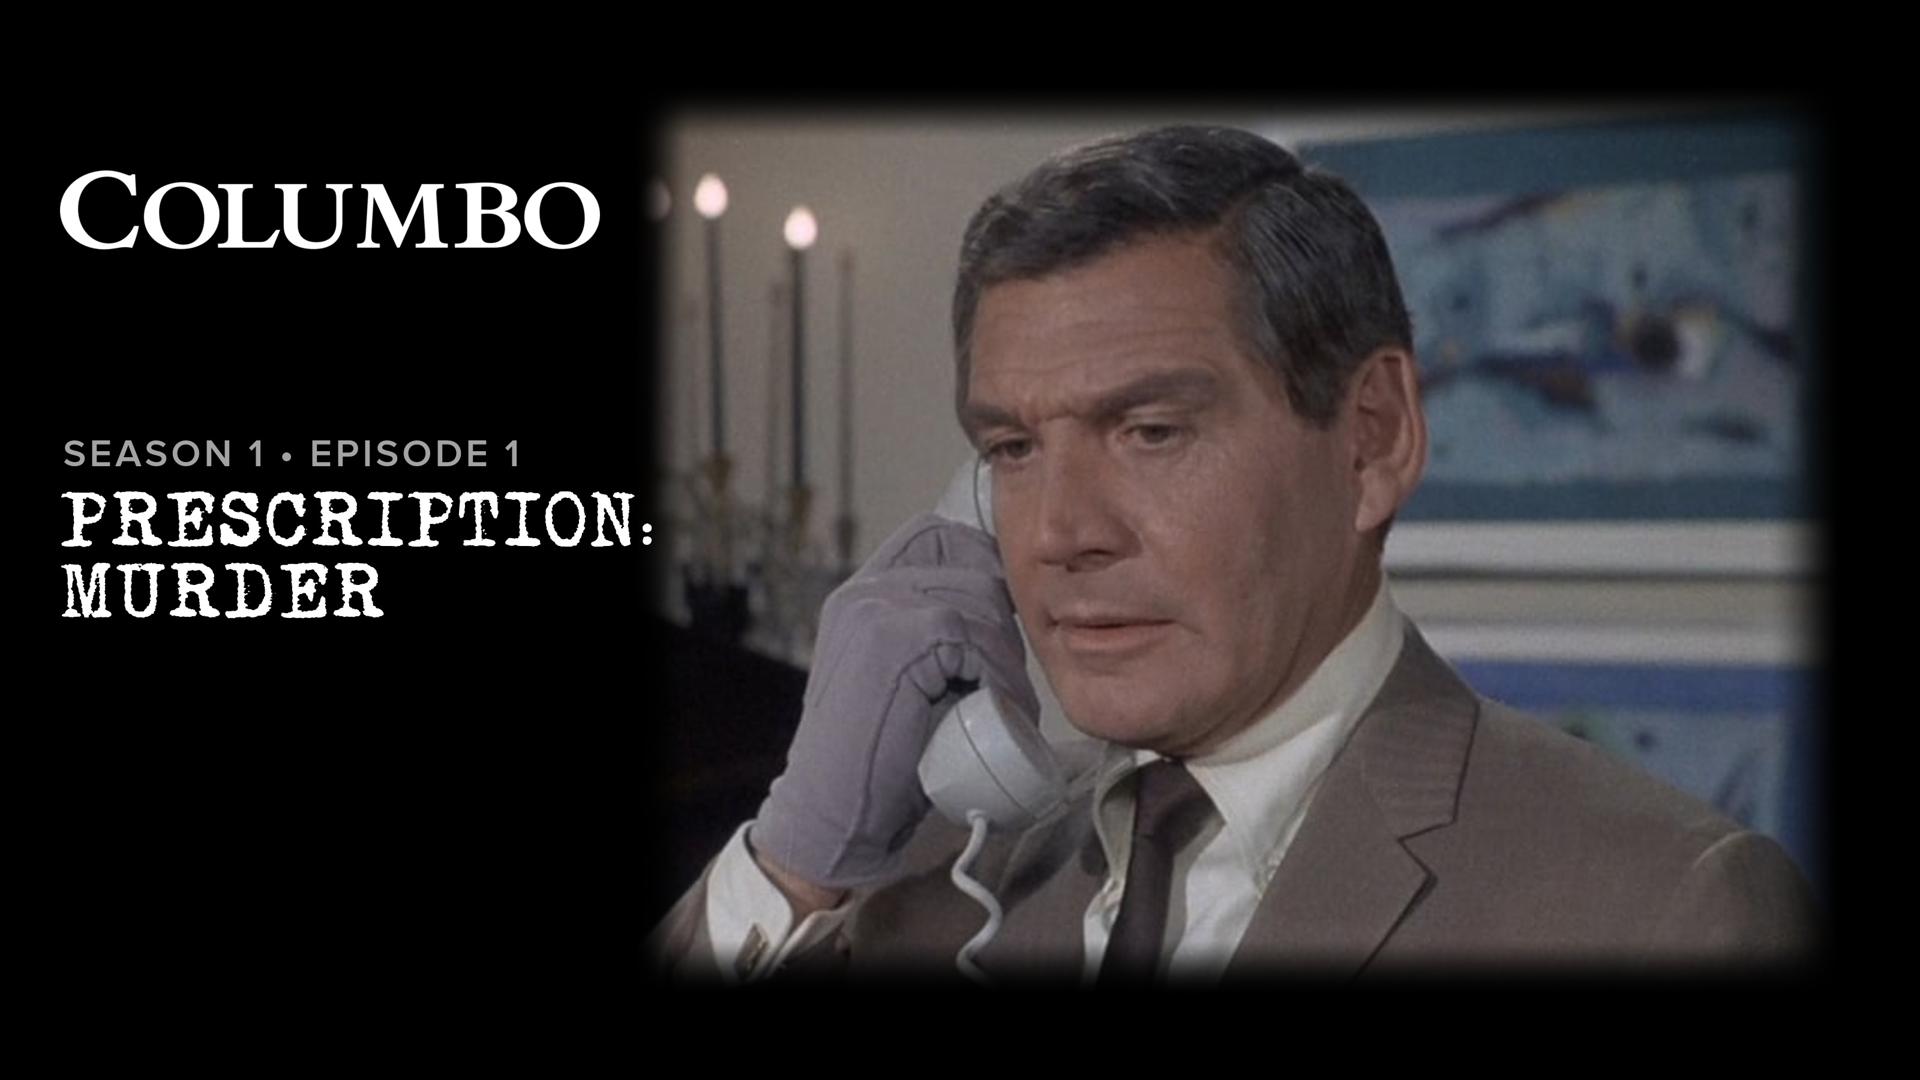 COLUMBO
SEASON 1 • EPISODE 1
PRESCRIPTION:
MURDER